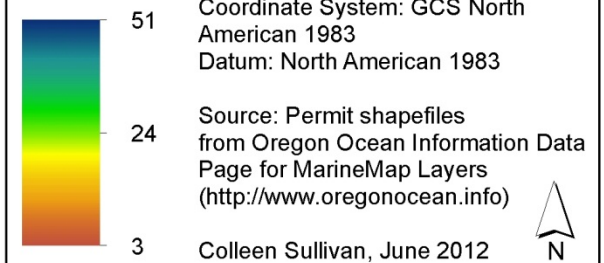 51
24
3
Coordinate System: GCS North
American 1983
Datum: North American 1983
Source: Permit shapefiles
from Oregon Ocean Information Data
Page for MarineMap Layers
(http://www.oregonocean.info)
Colleen Sullivan, June 2012
N